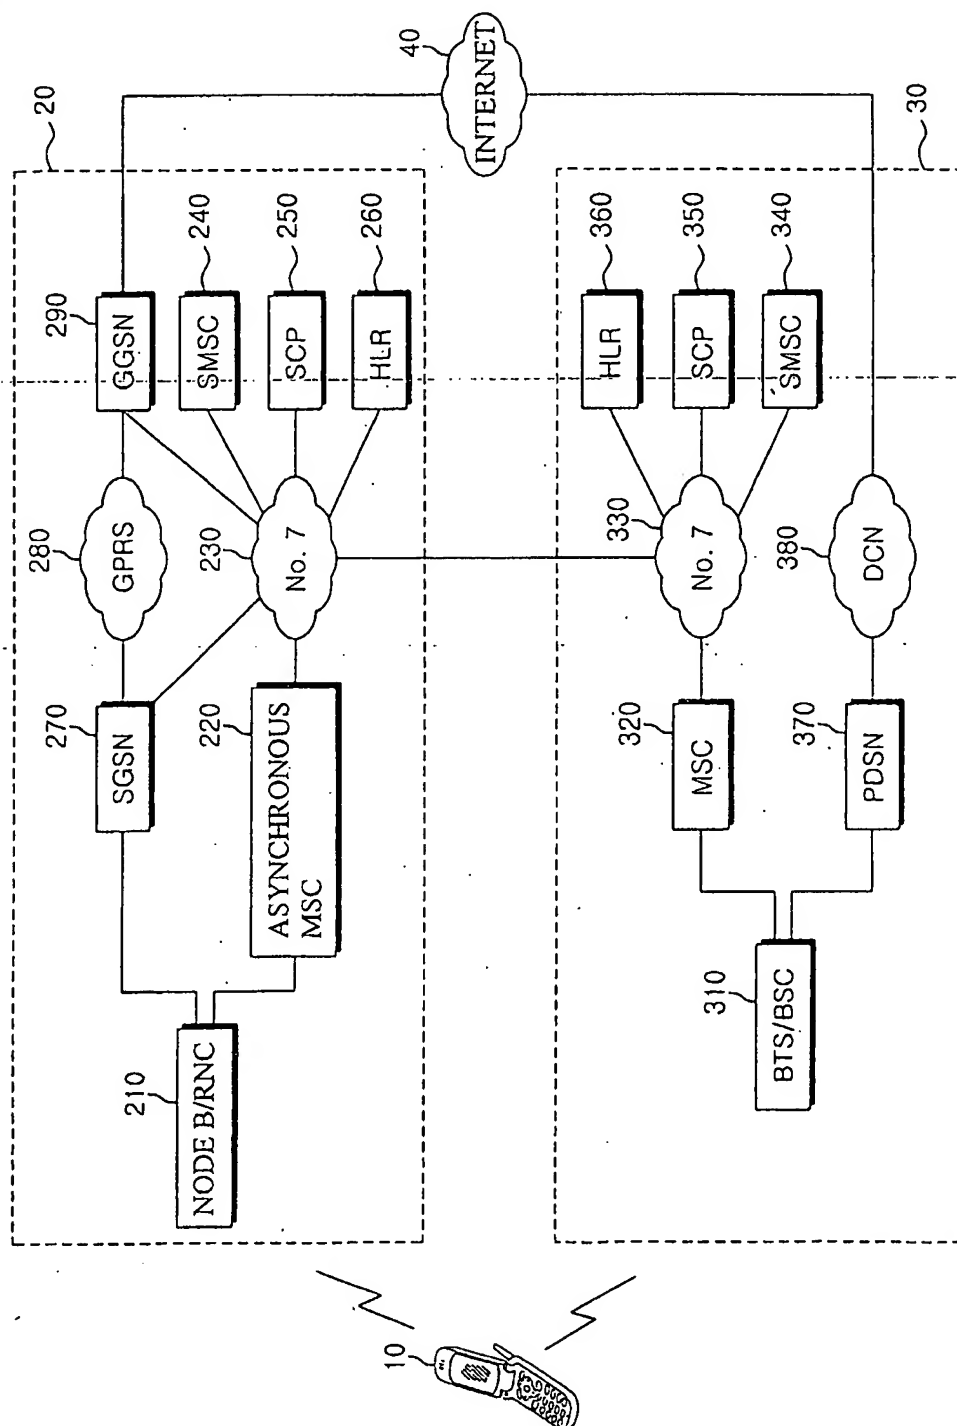 20
290
GGSN
240
SMSC
250
SCP
260
HLR
280
GPRS
230
No. 7
270
SGSN
220
ASYNCHRONOUS
MSC
210
NODE B/RNC
40
INTERNET
10
30
360
HLR
350
SCP
340
SMSC
330
No. 7
380
DCN
320
MSC
370
PDSN
310
BTS/BSC